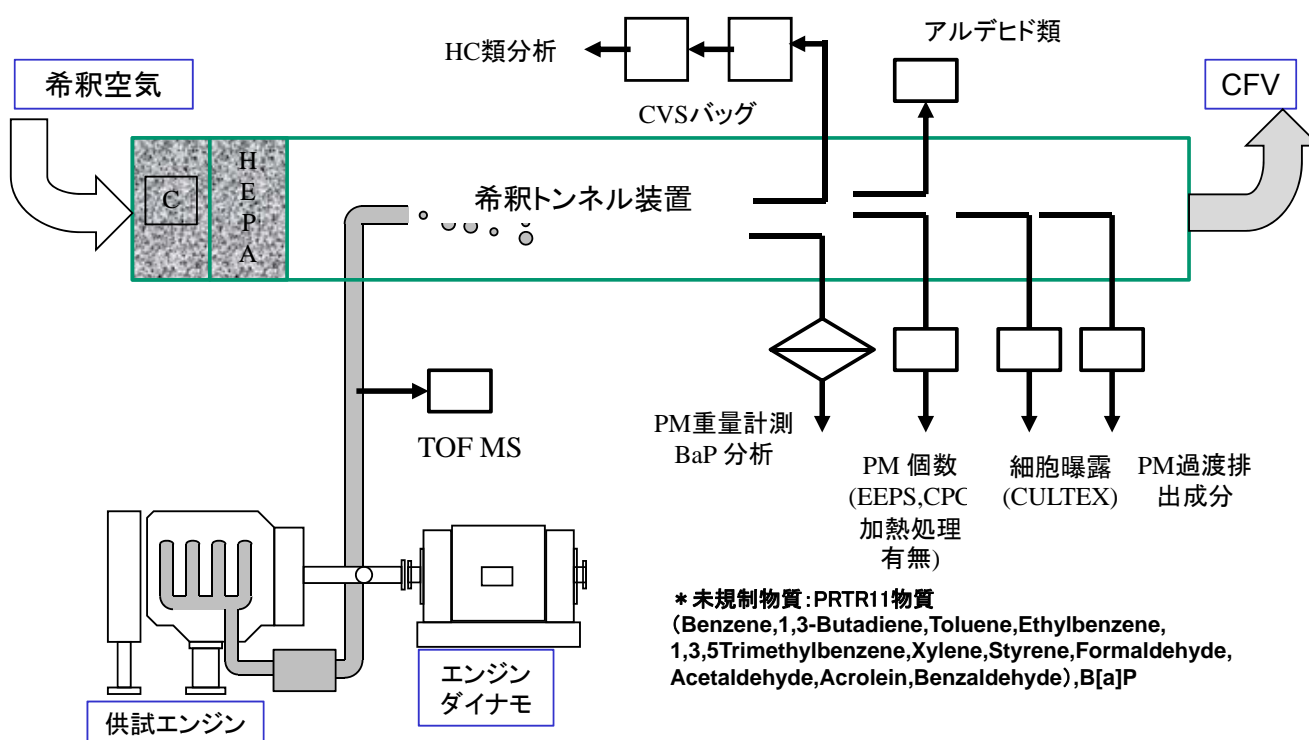 HC類分析
アルデヒド類
希釈空気
CFV
CVSバッグ
C
H
E
P
A
希釈トンネル装置
TOF MS
PM重量計測
BaP 分析
PM 個数
(EEPS,CPC
加熱処理
有無)
細胞曝露
(CULTEX)
PM過渡排
出成分
エンジン
ダイナモ
供試エンジン
*未規制物質:PRTR11物質
(Benzene,1,3-Butadiene,Toluene,Ethylbenzene,
1,3,5Trimethylbenzene,Xylene,Styrene,Formaldehyde,
Acetaldehyde,Acrolein,Benzaldehyde),B[a]P